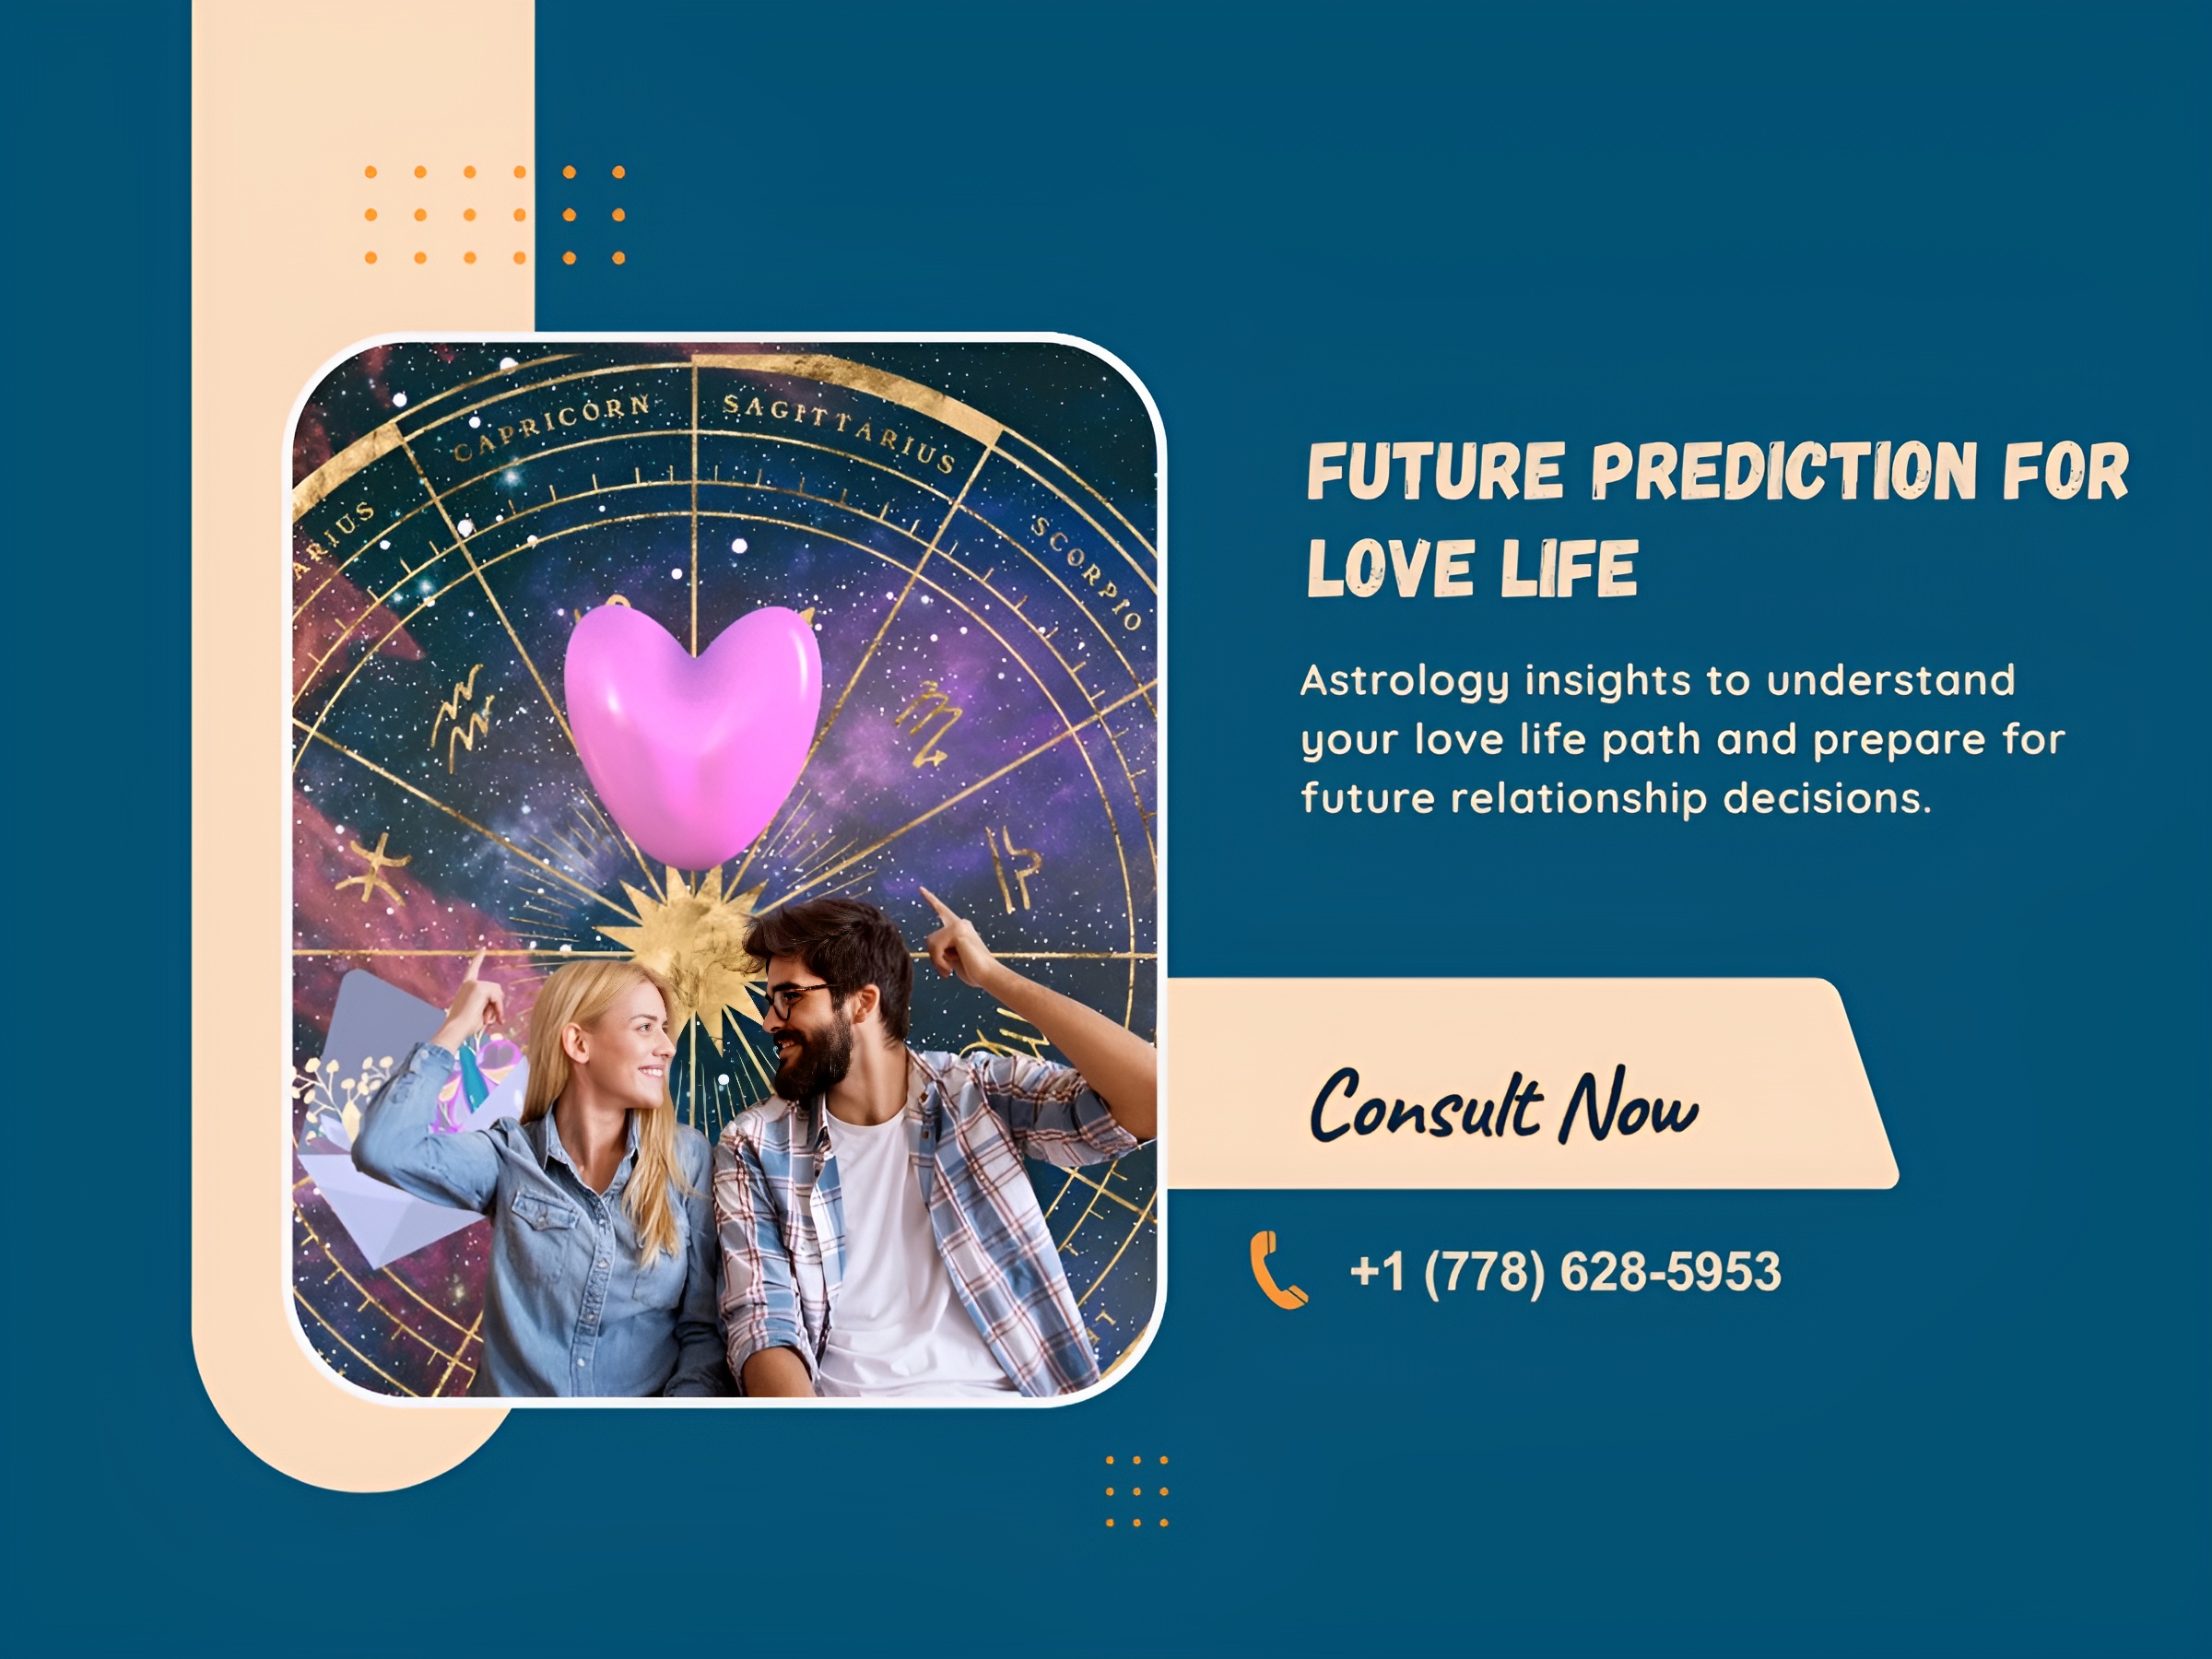 CAPRICORN
SAGITTARIUS
ARIUS
SCORPIO
FUTURE PREDICTION FOR
LOVE LIFE
Astrology insights to understand
your love life path and prepare for
future relationship decisions.
Consult Now
+1 (778) 628-5953